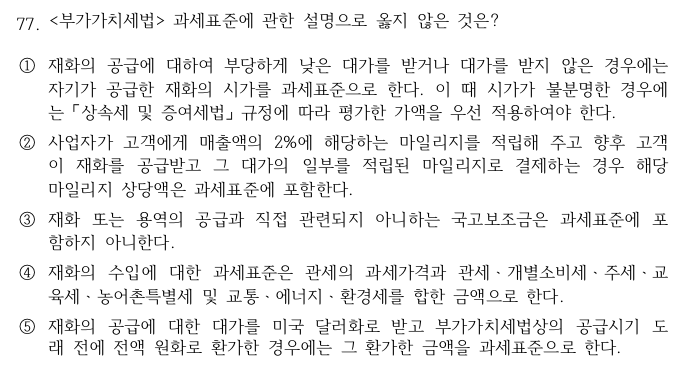 77. <부가가치세법> 과세표준에 관한 설명으로 옳지 않은 것은?
① 재화의 공급에 대하여 부당하게 낮은 대가를 받거나 대가를 받지 않은 경우에는
자기가 공급한 재화의 시가를 과세표준으로 한다. 이 때 시가가 불분명한 경우에
는「상속세 및 증여세법」규정에 따라 평가한 가액을 우선 적용하여야 한다.
② 사업자가 고객에게 매출액의 2%에 해당하는 마일리지를 적립해 주고 향후 고객
이 재화를 공급받고 그 대가의 일부를 적립된 마일리지로 결제하는 경우 해당
마일리지 상당액은 과세표준에 포함한다.
③ 재화 또는 용역의 공급과 직접 관련되지 아니하는 국고보조금은 과세표준에 포
함하지 아니한다.
④ 재화의 수입에 대한 과세표준은 관세의 과세가격과 관세ㆍ개별소비세ㆍ주세ㆍ교
육세ㆍ농어촌특별세 및 교통ㆍ에너지ㆍ환경세를 합한 금액으로 한다.
⑤ 재화의 공급에 대한 대가를 미국 달러화로 받고 부가가치세법상의 공급시기 도
래 전에 전액 원화로 환가한 경우에는 그 환가한 금액을 과세표준으로 한다.